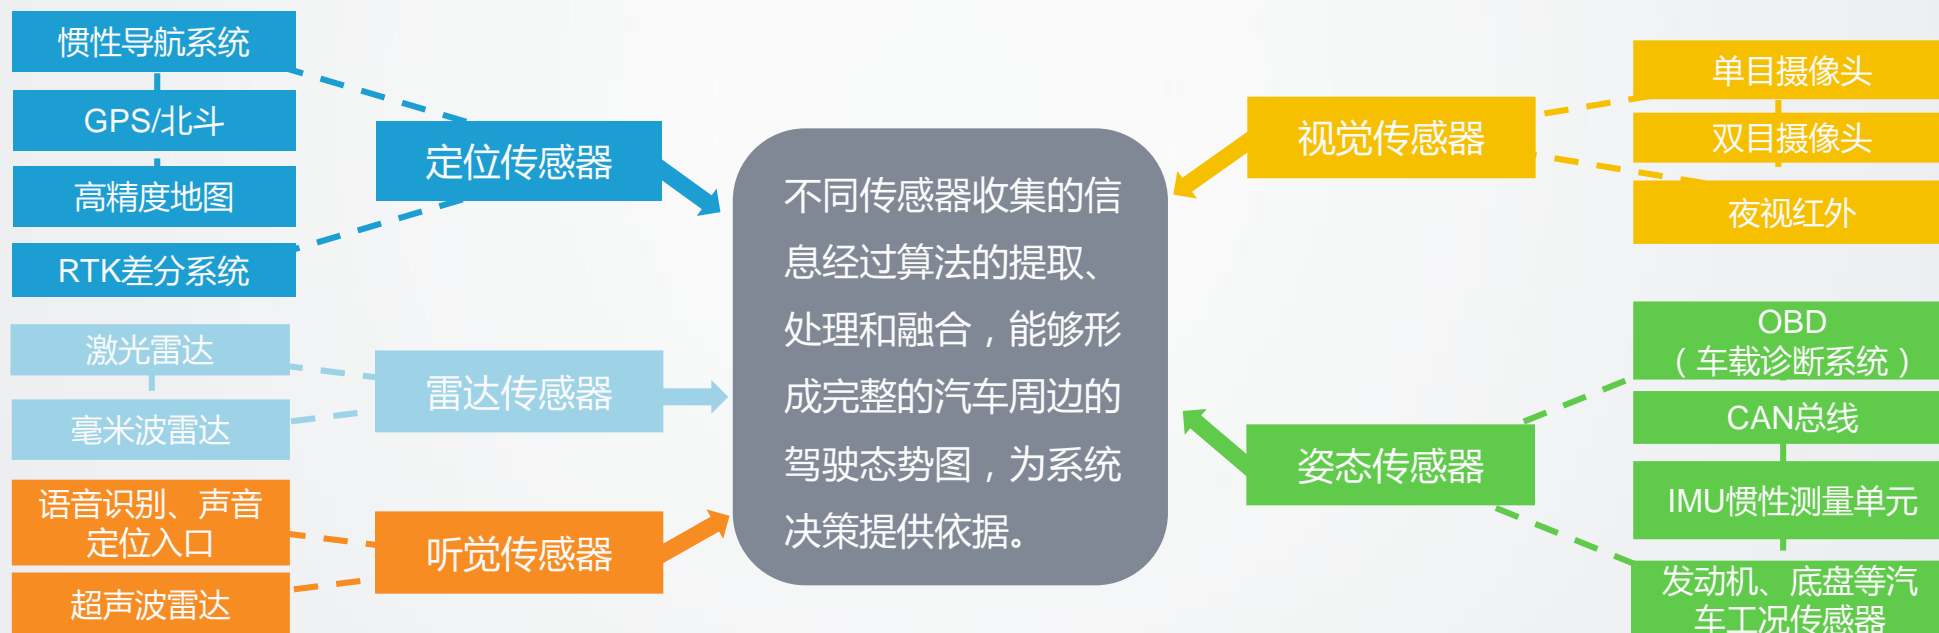 惯性导航系统
GPS/北斗
高精度地图
RTK差分系统
定位传感器
激光雷达
毫米波雷达
雷达传感器
语音识别、声音
定位入口
超声波雷达
听觉传感器
不同传感器收集的信
息经过算法的提取、
处理和融合，能够形
成完整的汽车周边的
驾驶态势图，为系统
决策提供依据。
视觉传感器
单目摄像头
双目摄像头
夜视红外
姿态传感器
OBD
（车载诊断系统）
CAN总线
IMU惯性测量单元
发动机、底盘等汽
车工况传感器